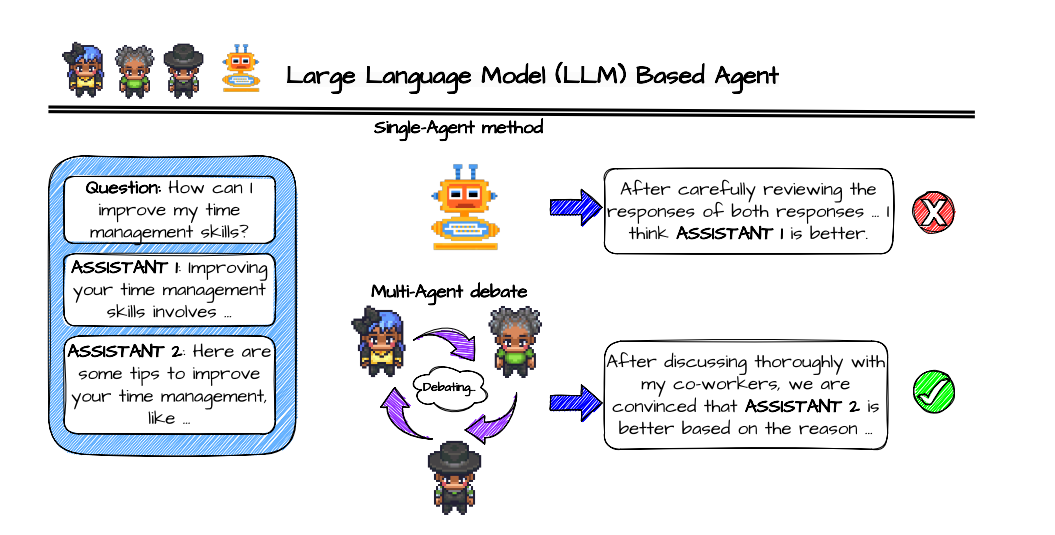 Large Language Model (LLM) Based Agent
Single-Agent method
Question: How can I
improve my time
management skills?
ASSISTANT 1: Improving
your time management
skills involves ...
ASSISTANT 2: Here are
some tips to improve
your time management,
like ...
After carefully reviewing the
responses of both responses ... I
think ASSISTANT 1 is better.
Multi-Agent debate
Debating...
After discussing thoroughly with
my co-workers, we are
convinced that ASSISTANT 2 is
better based on the reason ...